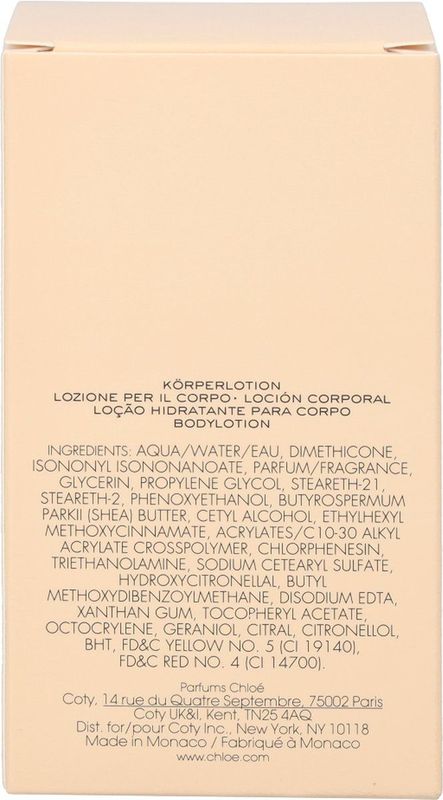 KÖRPERLOTION
LOZIONE PER IL CORPO· LOCIÓN CORPORAL
LOÇÃO HIDRATANTE PARA CORPO
BODYLOTION
INGREDIENTS: AQUA/WATER/EAU, DIMETHICONE,
ISONONYL ISONONANOATE, PARFUM/FRAGRANCE,
GLYCERIN, PROPYLENE GLYCOL, STEARETH-21,
STEARETH-2, PHENOXYETHANOL, BUTYROSPERMUM
PARKII (SHEA) BUTTER, CETYL ALCOHOL, ETHYLHEXYL
METHOXYCINNAMATE, ACRYLATES/C10-30 ALKYL
ACRYLATE CROSSPOLYMER, CHLORPHENESIN,
TRIETHANOLAMINE, SODIUM CETEARYL SULFATE,
HYDROXYCITRONELLAL, BUTYL
METHOXYDIBENZOYLMETHANE, DISODIUM EDTA,
XANTHAN GUM, TOCOPHERYL ACETATE,
OCTOCRYLENE, GERANIOL, CITRAL, CITRONELLOL,
BHT, FD&C YELLOW NO. 5 (CI 19140),
FD&C RED NO. 4 (CI 14700).
Parfums Chloé
Coty, 14 rue du Quatre Septembre, 75002 Paris
Coty UK&I, Kent, TN25 4AQ
Dist. for/pour Coty Inc., New York, NY 10118
Made in Monaco / Fabriqué à Monaco
www.chloe.com